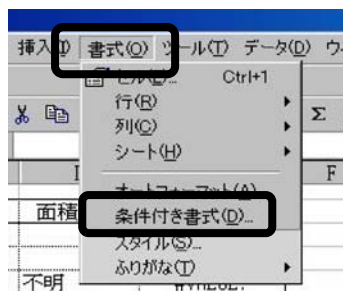 挿入(I) 書式(O) ツール(T) データ(D) ウ
セル(E)... Ctrl+1
行(R)
列(C)
シート(H)
Σ
F
オートフォーマット(A)...
面積
条件付き書式(D)...
スタイル(S)...
ふりがな(T)
不明
#VALUE!